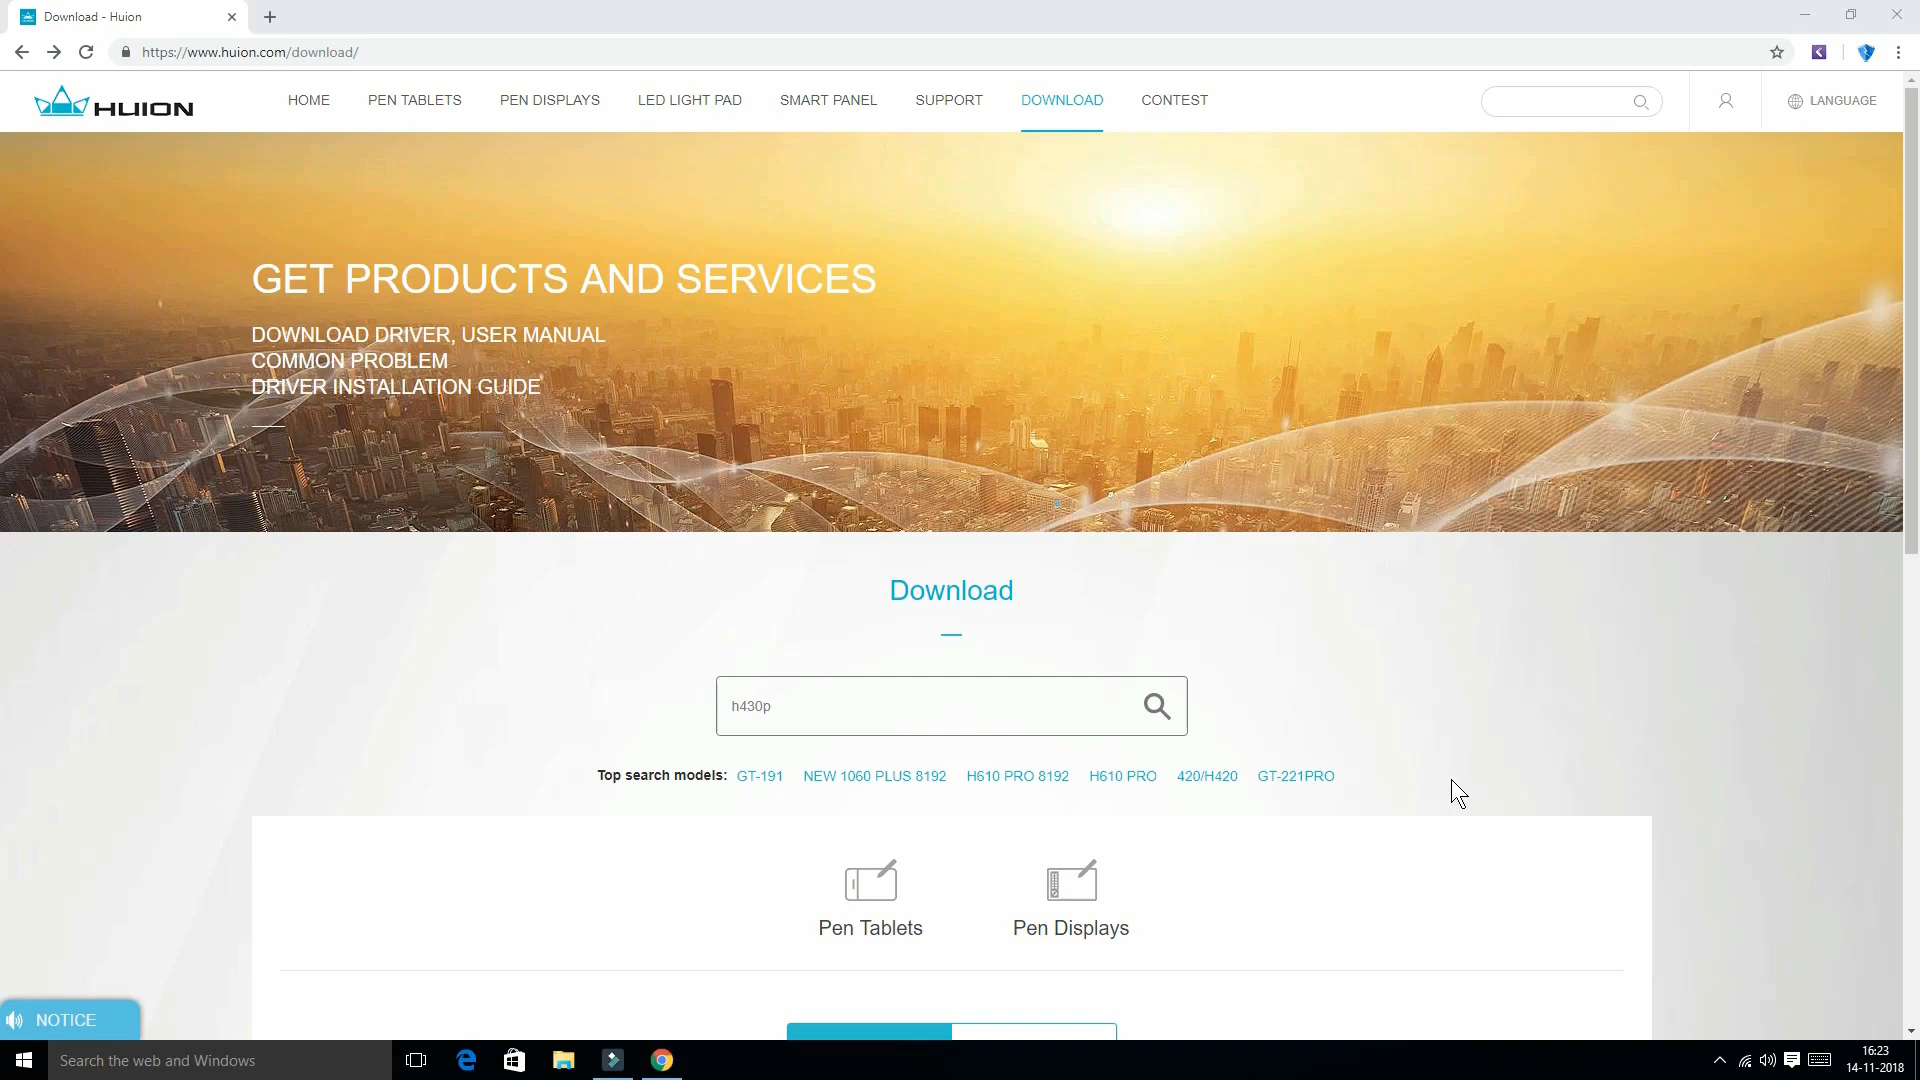 Download - Huion
https://www.huion.com/download/
HUION
HOME
PEN TABLETS
PEN DISPLAYS
LED LIGHT PAD
SMART PANEL
SUPPORT
DOWNLOAD
CONTEST
LANGUAGE
GET PRODUCTS AND SERVICES
DOWNLOAD DRIVER, USER MANUAL
COMMON PROBLEM
DRIVER INSTALLATION GUIDE
Download
h430p
Top search models: GT-191 NEW 1060 PLUS 8192 H610 PRO 8192 H610 PRO 420/H420 GT-221PRO
Pen Tablets
Pen Displays
NOTICE
Search the web and Windows
16:23
14-11-2018